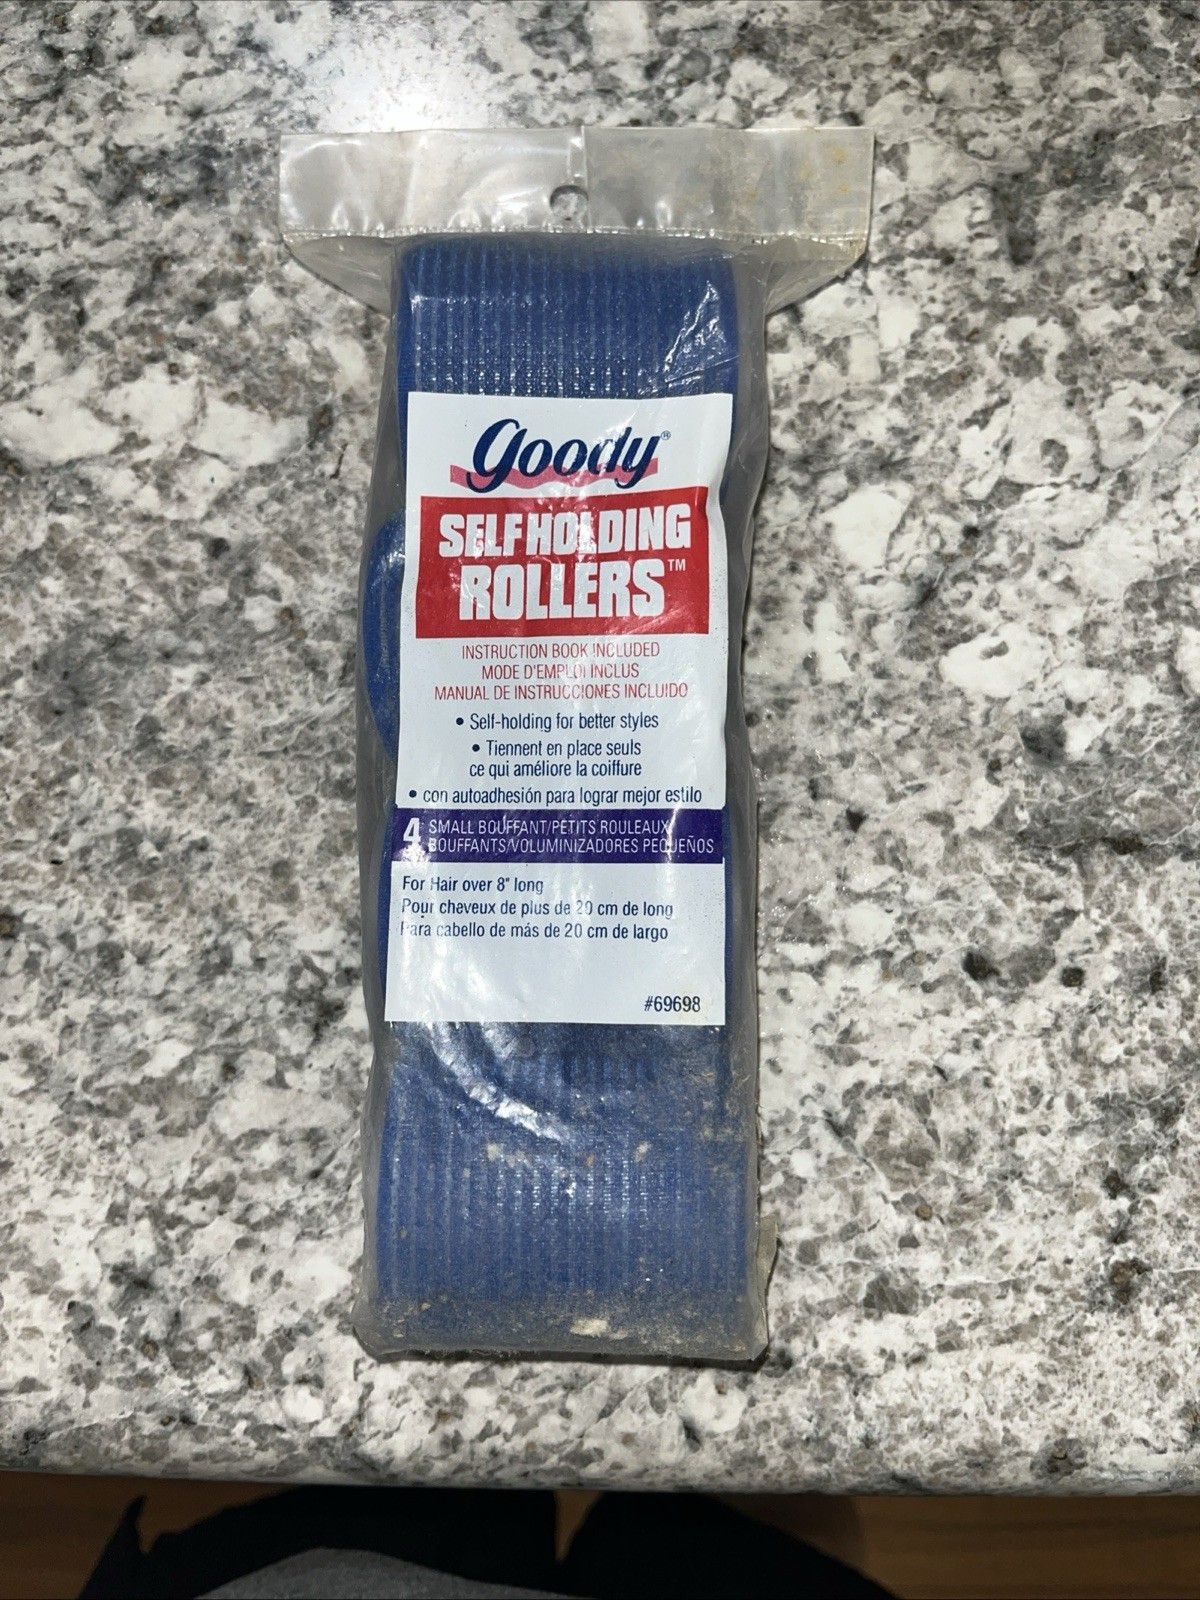 goody®
SELF HOLDING
ROLLERS™
INSTRUCTION BOOK INCLUDED
MODE D'EMPLOI INCLUS
MANUAL DE INSTRUCCIONES INCLUIDO
• Self-holding for better styles
• Tiennent en place seuls
ce qui améliore la coiffure
• con autoadhesión para lograr mejor estilo
4 SMALL BOUFFANT/PETITS ROULEAUX
BOUFFANTS/VOLUMINIZADORES PEQUEÑOS
For Hair over 8" long
Pour cheveux de plus de 20 cm de long
Para cabello de más de 20 cm de largo
#69698